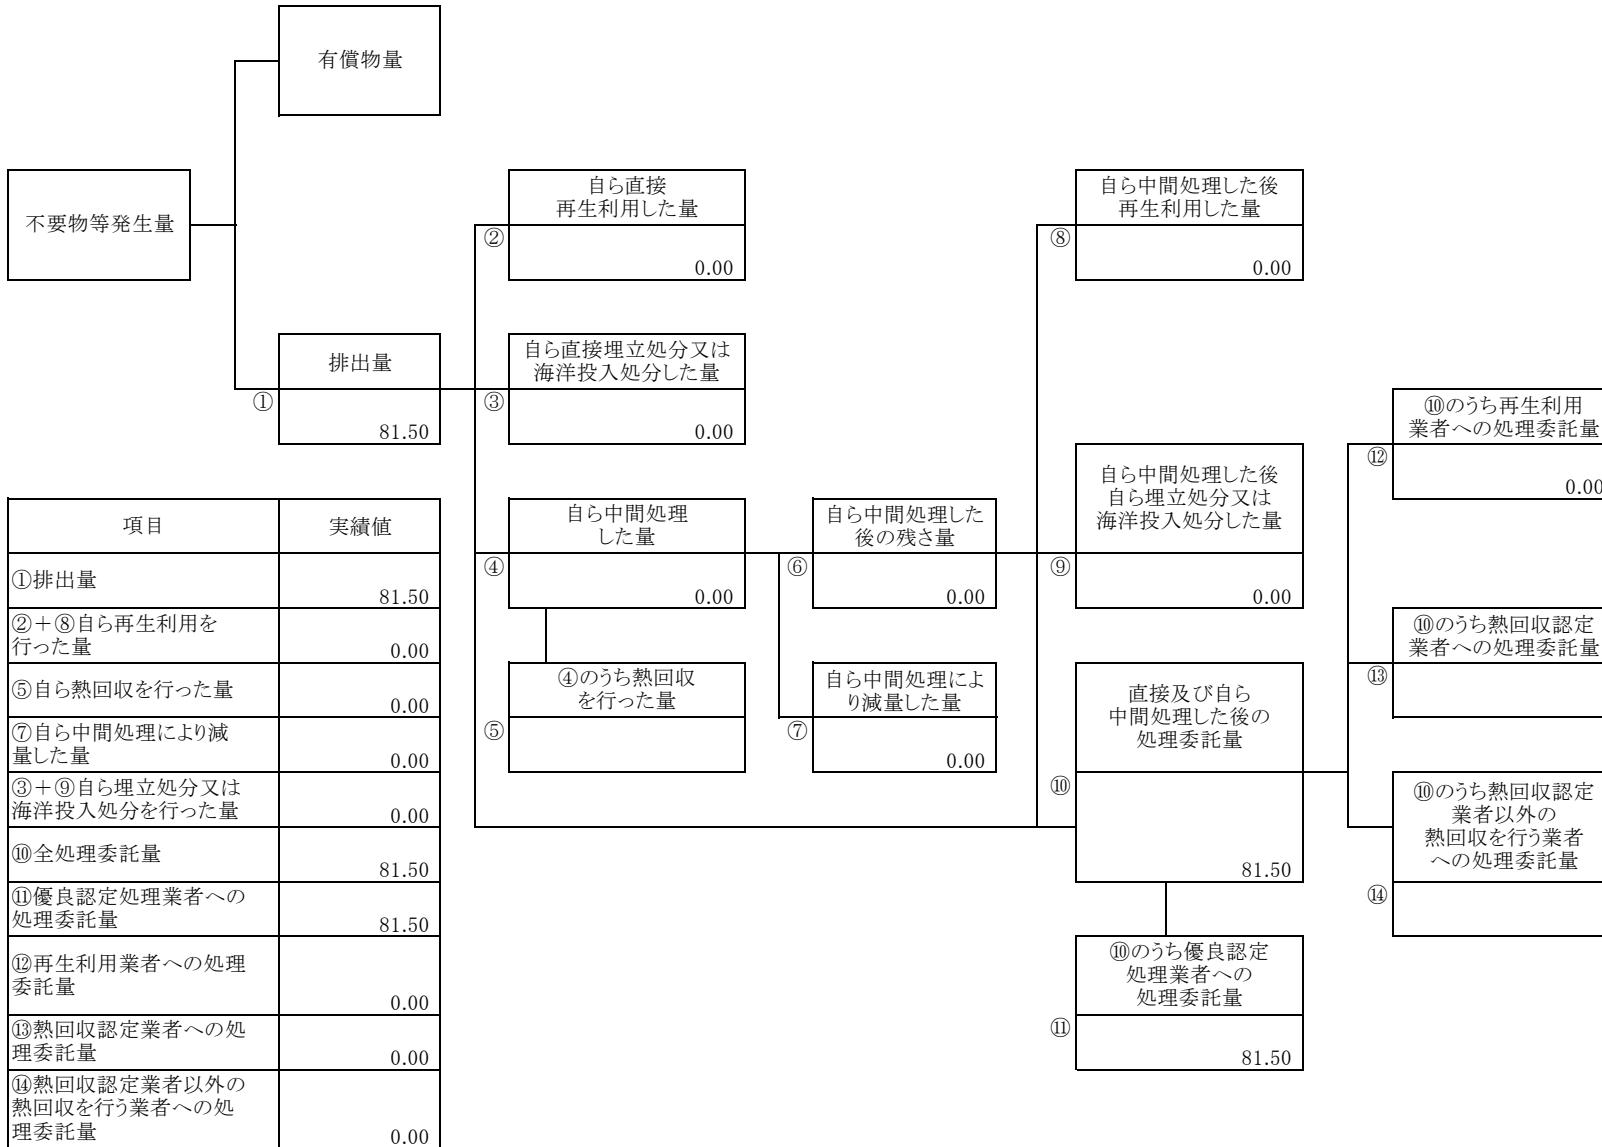 有償物量
不要物等発生量
自ら直接
再生利用した量
②
0.00
自ら中間処理した後
再生利用した量
⑧
0.00
排出量
①
81.50
自ら直接埋立処分又は
海洋投入処分した量
③
0.00
⑩のうち再生利用
業者への処理委託量
⑫
0.00
自ら中間処理
した量
④
0.00
自ら中間処理した
後の残さ量
⑥
0.00
自ら中間処理した後
自ら埋立処分又は
海洋投入処分した量
⑨
0.00
⑩のうち熱回収認定
業者への処理委託量
⑬
④のうち熱回収
を行った量
⑤
自ら中間処理によ
り減量した量
⑦
0.00
直接及び自ら
中間処理した後の
処理委託量
⑩
81.50
⑩のうち熱回収認定
業者以外の
熱回収を行う業者
への処理委託量
⑭
⑩のうち優良認定
処理業者への
処理委託量
⑪
81.50
項目 実績値
①排出量
81.50
②＋⑧自ら再生利用を
行った量 0.00
⑤自ら熱回収を行った量
0.00
⑦自ら中間処理により減
量した量 0.00
③＋⑨自ら埋立処分又は
海洋投入処分を行った量 0.00
⑩全処理委託量
81.50
⑪優良認定処理業者への
処理委託量 81.50
⑫再生利用業者への処理
委託量
0.00
⑬熱回収認定業者への処
理委託量 0.00
⑭熱回収認定業者以外の
熱回収を行う業者への処
理委託量 0.00